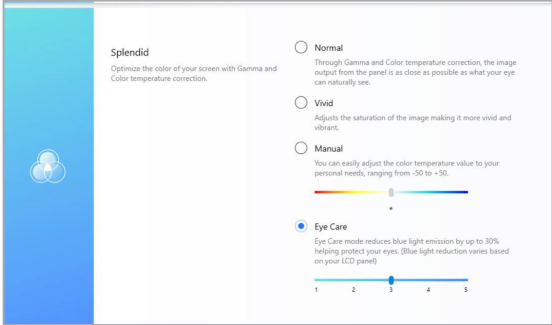 Splendid
Optimize the color of your screen with Gamma and
Color temperature correction.
Normal
Through Gamma and Color temperature correction, the image
output from the panel is as close as possible as what your eye
can naturally see.
Vivid
Adjusts the saturation of the image making it more vivid and
vibrant.
Manual
You can easily adjust the color temperature value to your
personal needs, ranging from -50 to +50.
Eye Care
Eye Care mode reduces blue light emission by up to 30%
helping protect your eyes. (Blue light reduction varies based
on your LCD panel)
1 2 3 4 5